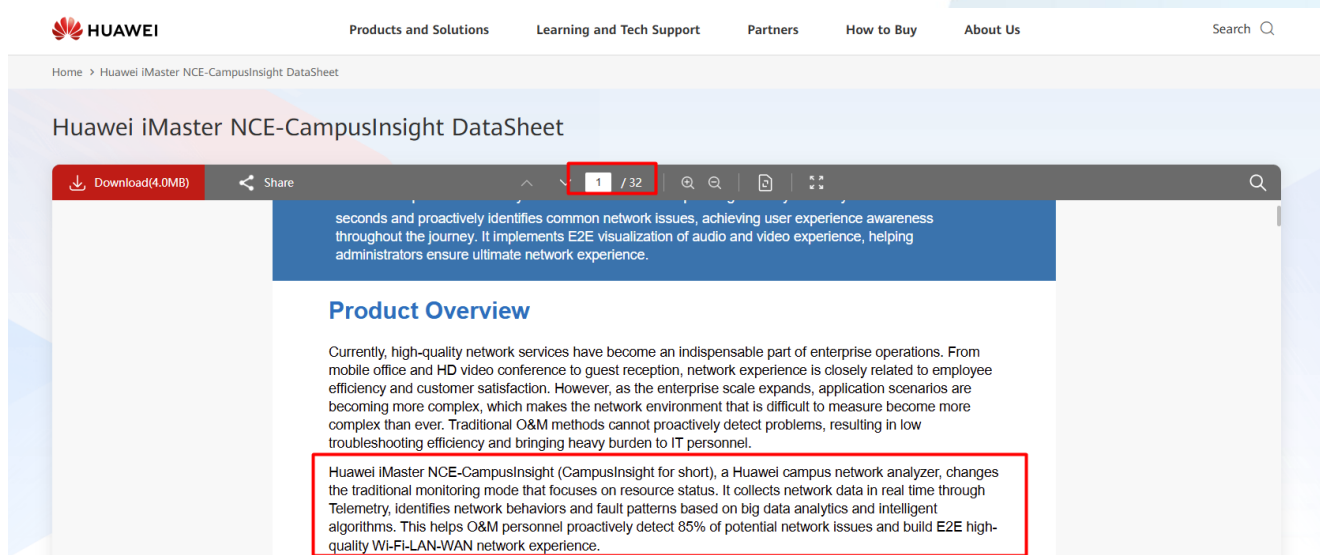 HUAWEI
Products and Solutions Learning and Tech Support Partners How to Buy About Us Search
Home > Huawei iMaster NCE-CampusInsight DataSheet
Huawei iMaster NCE-CampusInsight DataSheet
Download(4.0MB) Share 1 / 32
seconds and proactively identifies common network issues, achieving user experience awareness
throughout the journey. It implements E2E visualization of audio and video experience, helping
administrators ensure ultimate network experience.
Product Overview
Currently, high-quality network services have become an indispensable part of enterprise operations. From
mobile office and HD video conference to guest reception, network experience is closely related to employee
efficiency and customer satisfaction. However, as the enterprise scale expands, application scenarios are
becoming more complex, which makes the network environment that is difficult to measure become more
complex than ever. Traditional O&M methods cannot proactively detect problems, resulting in low
troubleshooting efficiency and bringing heavy burden to IT personnel.
Huawei iMaster NCE-CampusInsight (CampusInsight for short), a Huawei campus network analyzer, changes
the traditional monitoring mode that focuses on resource status. It collects network data in real time through
Telemetry, identifies network behaviors and fault patterns based on big data analytics and intelligent
algorithms. This helps O&M personnel proactively detect 85% of potential network issues and build E2E high-
quality Wi-Fi-LAN-WAN network experience.